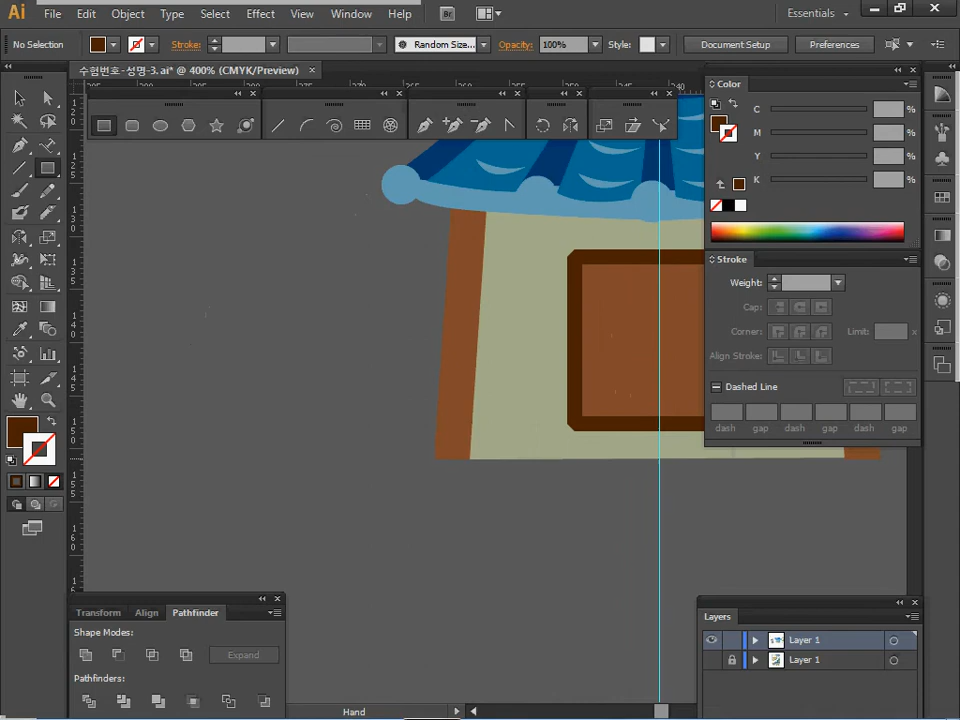 Ai File Edit Object Type Select Effect View Window Help Br Essentials
No Selection Stroke: Random Size... Opacity: 100% Style: Document Setup Preferences
수험번호-성명-3.ai* @ 400% (CMYK/Preview)
Color
C %
M %
Y %
K %
Stroke
Weight:
Cap:
Corner: Limit: x
Align Stroke:
Dashed Line
dash gap dash gap dash gap
Transform Align Pathfinder
Shape Modes:
Expand
Pathfinders:
Layers
Layer 1
Layer 1
Hand